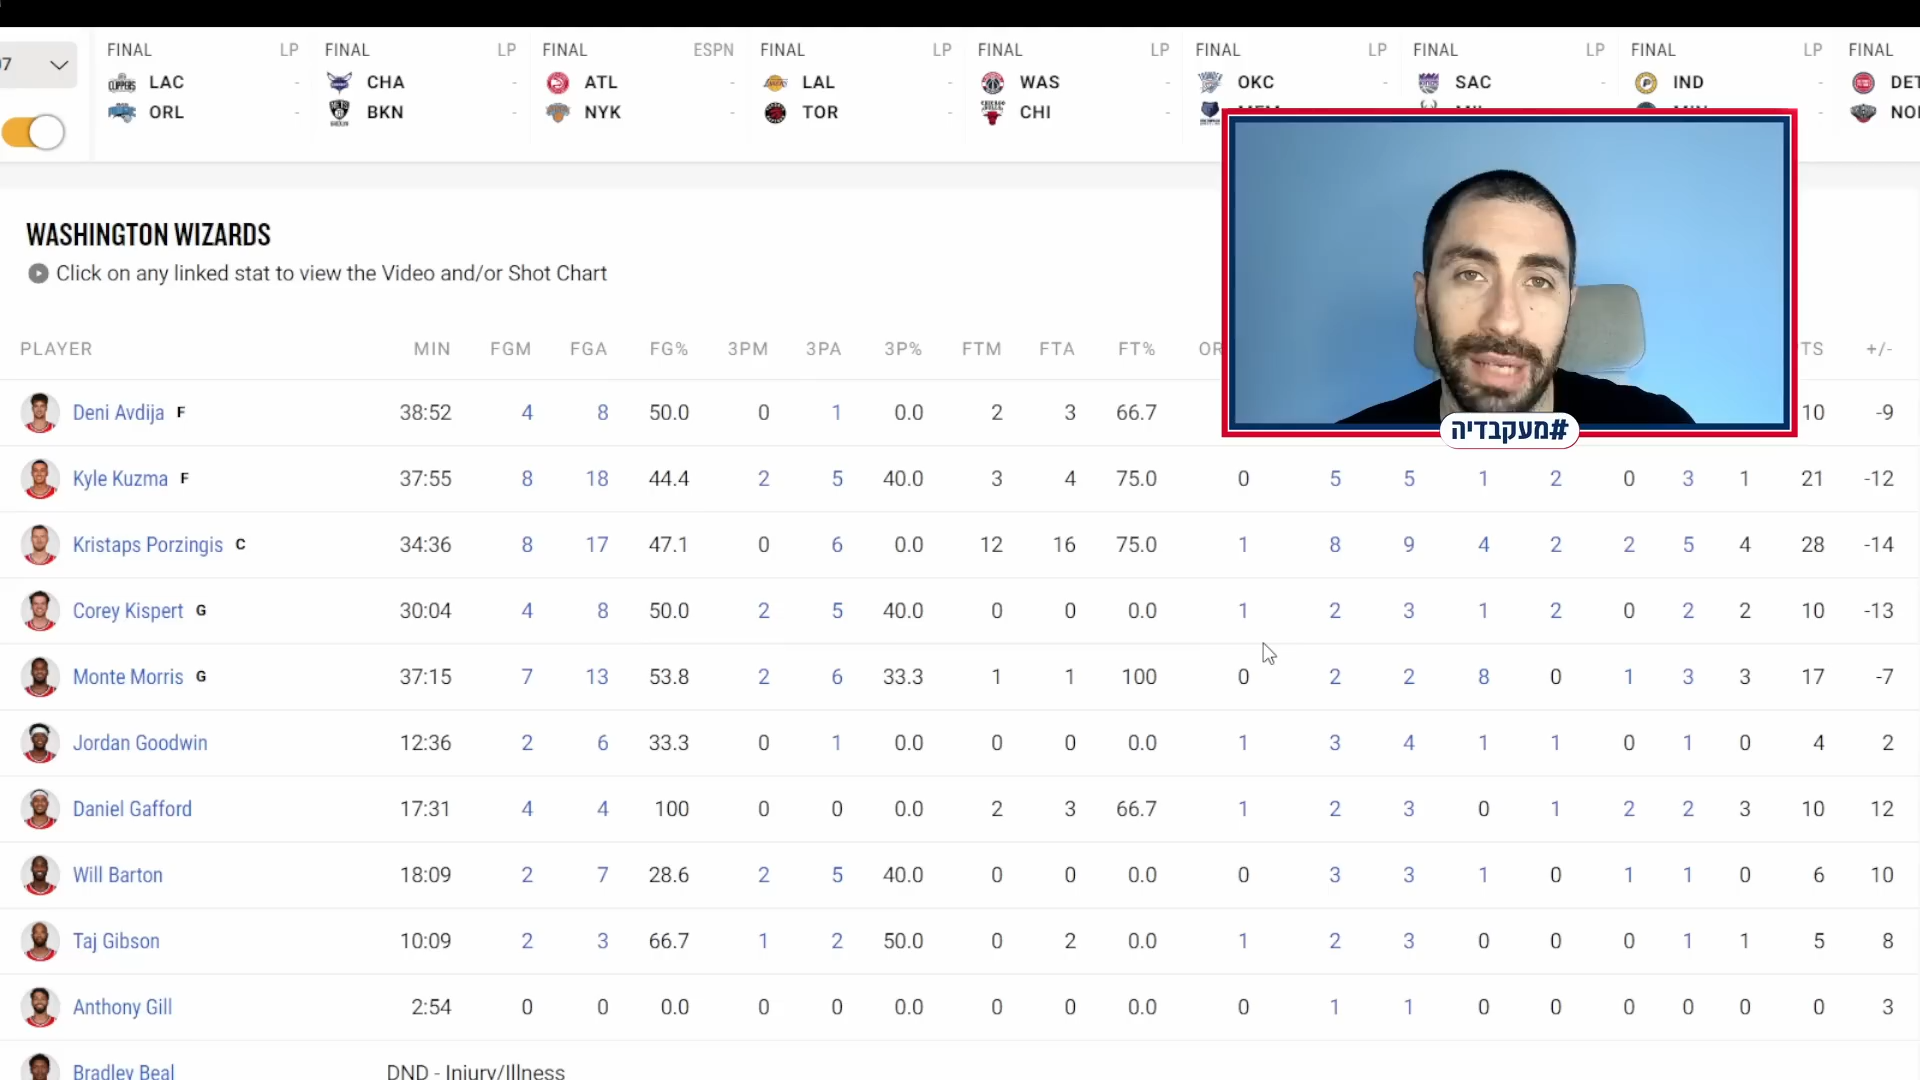 07
FINAL LP
LAC -
ORL -
FINAL LP
CHA -
BKN -
FINAL ESPN
ATL -
NYK -
FINAL LP
LAL -
TOR -
FINAL LP
WAS -
CHI -
FINAL LP
OKC
MEM
FINAL LP
SAC -
MIL
FINAL LP
IND -
MIN -
FINAL
DET
NO
WASHINGTON WIZARDS
Click on any linked stat to view the Video and/or Shot Chart
PLAYER MIN FGM FGA FG% 3PM 3PA 3P% FTM FTA FT% OR TS +/-
Deni Avdija F 38:52 4 8 50.0 0 1 0.0 2 3 66.7 10 -9
#מעקבדיה
Kyle Kuzma F 37:55 8 18 44.4 2 5 40.0 3 4 75.0 0 5 5 1 2 0 3 1 21 -12
Kristaps Porzingis C 34:36 8 17 47.1 0 6 0.0 12 16 75.0 1 8 9 4 2 2 5 4 28 -14
Corey Kispert G 30:04 4 8 50.0 2 5 40.0 0 0 0.0 1 2 3 1 2 0 2 2 10 -13
Monte Morris G 37:15 7 13 53.8 2 6 33.3 1 1 100 0 2 2 8 0 1 3 3 17 -7
Jordan Goodwin 12:36 2 6 33.3 0 1 0.0 0 0 0.0 1 3 4 1 1 0 1 0 4 2
Daniel Gafford 17:31 4 4 100 0 0 0.0 2 3 66.7 1 2 3 0 1 2 2 3 10 12
Will Barton 18:09 2 7 28.6 2 5 40.0 0 0 0.0 0 3 3 1 0 1 1 0 6 10
Taj Gibson 10:09 2 3 66.7 1 2 50.0 0 2 0.0 1 2 3 0 0 0 1 1 5 8
Anthony Gill 2:54 0 0 0.0 0 0 0.0 0 0 0.0 0 1 1 0 0 0 0 0 0 3
Bradley Beal DND - Injury/Illness